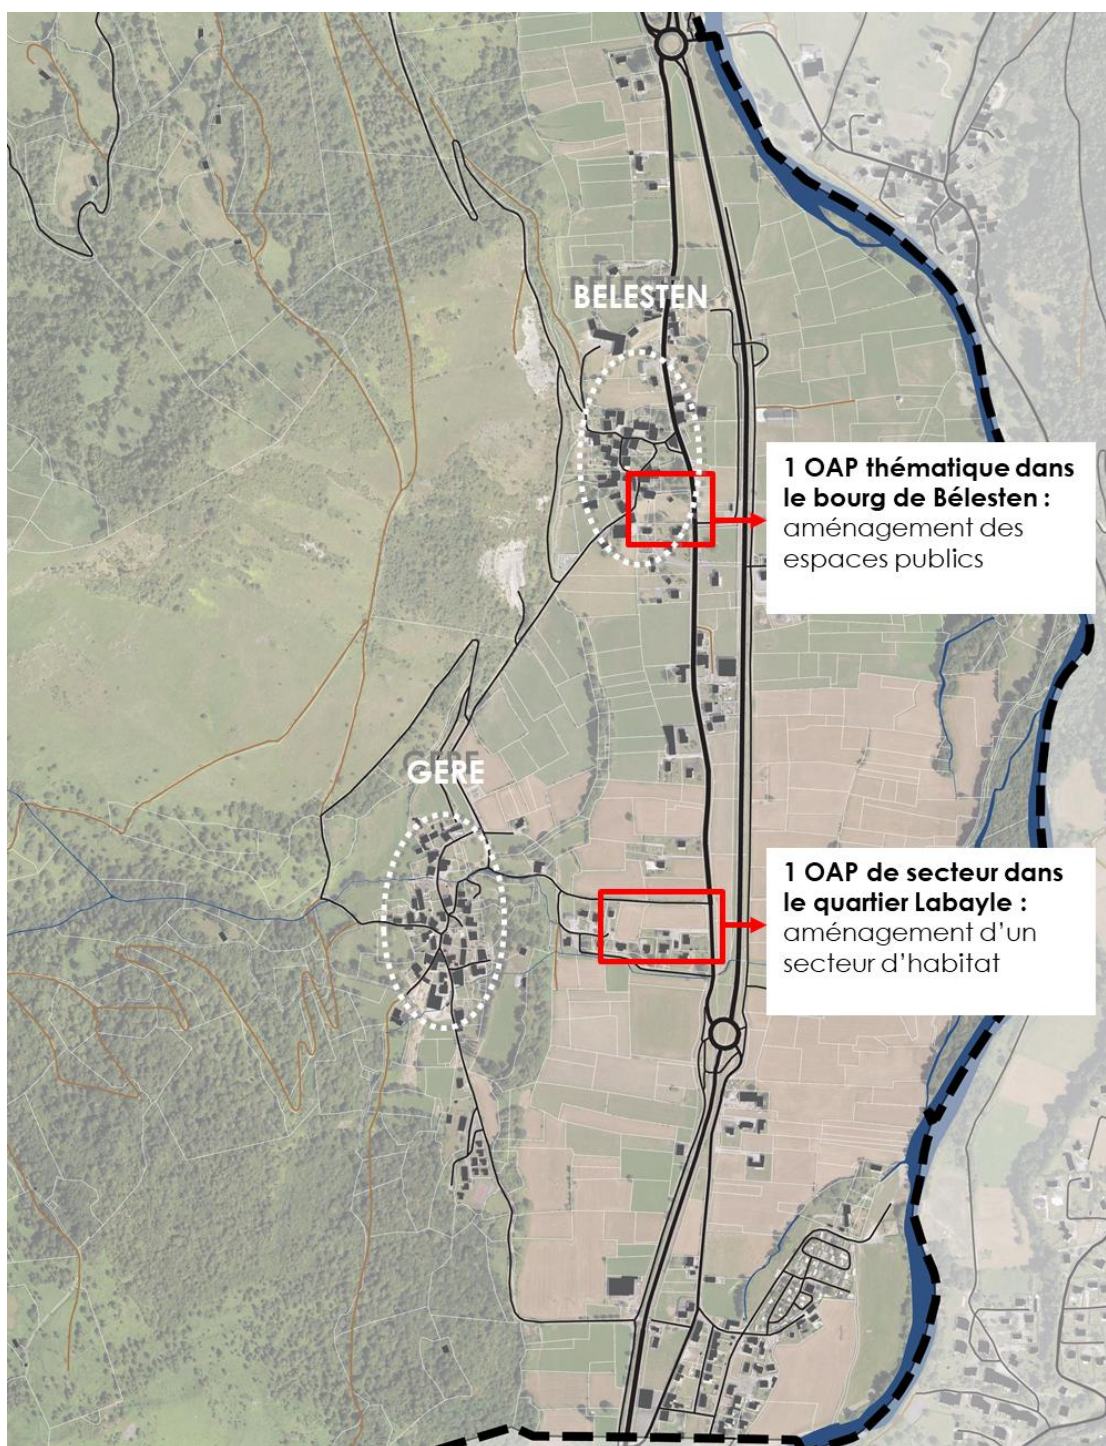 BELESTEN
1 OAP thématique dans
le bourg de Bélesten :
aménagement des
espaces publics
GERE
1 OAP de secteur dans
le quartier Labayle :
aménagement d'un
secteur d'habitat